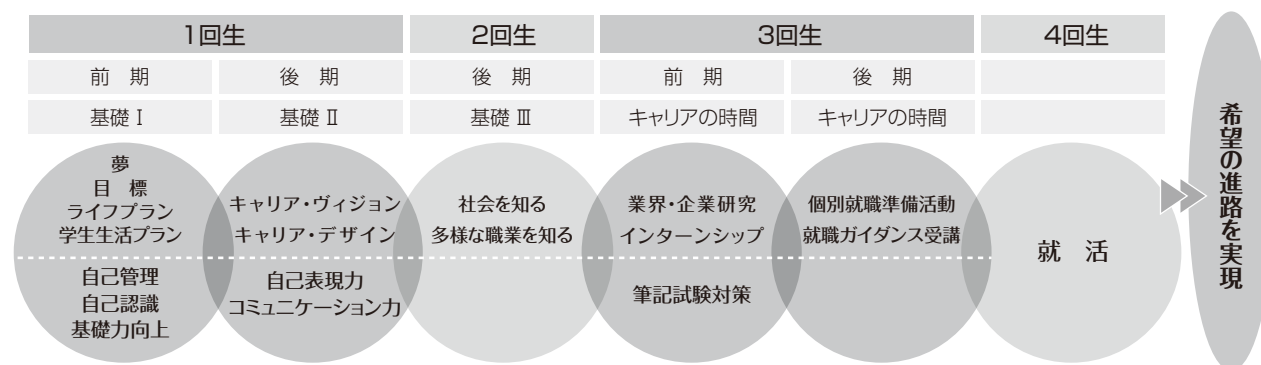 1回生
2回生
3回生
4回生
前 期
後 期
後 期
前 期
後 期
基礎 Ⅰ
基礎 Ⅱ
基礎 Ⅲ
キャリアの時間
キャリアの時間
夢
目 標
ライフプラン
学生生活プラン
自己管理
自己認識
基礎力向上
キャリア・ヴィジョン
キャリア・デザイン
自己表現力
コミュニケーション力
社会を知る
多様な職業を知る
業界・企業研究
インターンシップ
筆記試験対策
個別就職準備活動
就職ガイダンス受講
就 活
希望の進路を実現